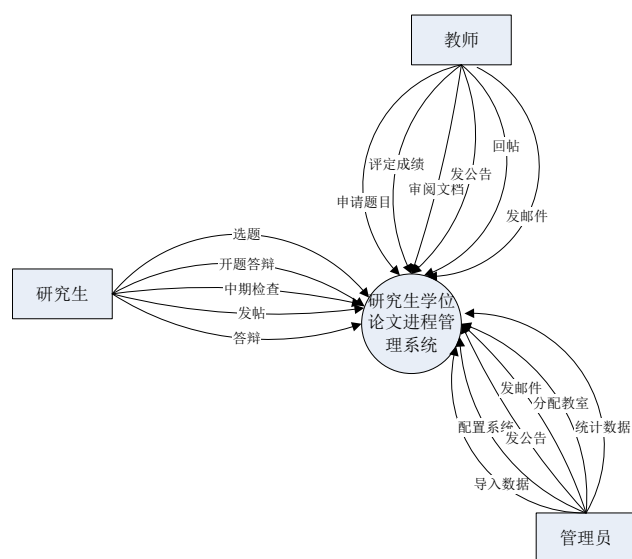 教师
回帖
评定成绩
发公告
审阅文档
申请题目
发邮件
选题
开题答辩
中期检查
发帖
答辩
研究生
研究生学位
论文进程管
理系统
发邮件
分配教室
配置系统
统计数据
发公告
导入数据
管理员